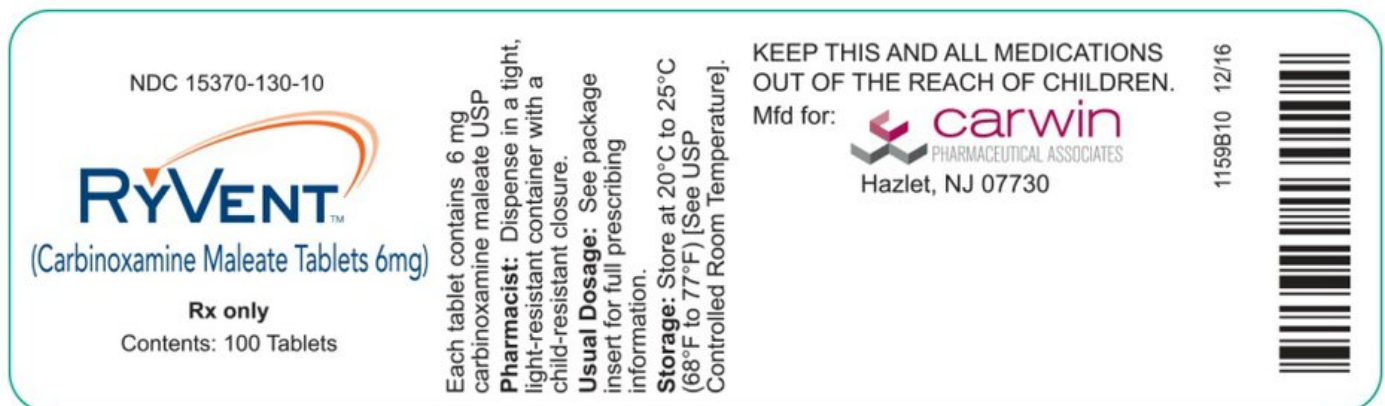 NDC 15370-130-10
RYVENT™
(Carbinoxamine Maleate Tablets 6mg)
Rx only
Contents: 100 Tablets
Each tablet contains 6 mg
carbinoxamine maleate USP
Pharmacist: Dispense in a tight,
light-resistant container with a
child-resistant closure.
Usual Dosage: See package
insert for full prescribing
information.
Storage: Store at 20°C to 25°C
(68°F to 77°F) [See USP
Controlled Room Temperature].
KEEP THIS AND ALL MEDICATIONS
OUT OF THE REACH OF CHILDREN.
Mfd for:
carwin
PHARMACEUTICAL ASSOCIATES
Hazlet, NJ 07730
1159B10 12/16